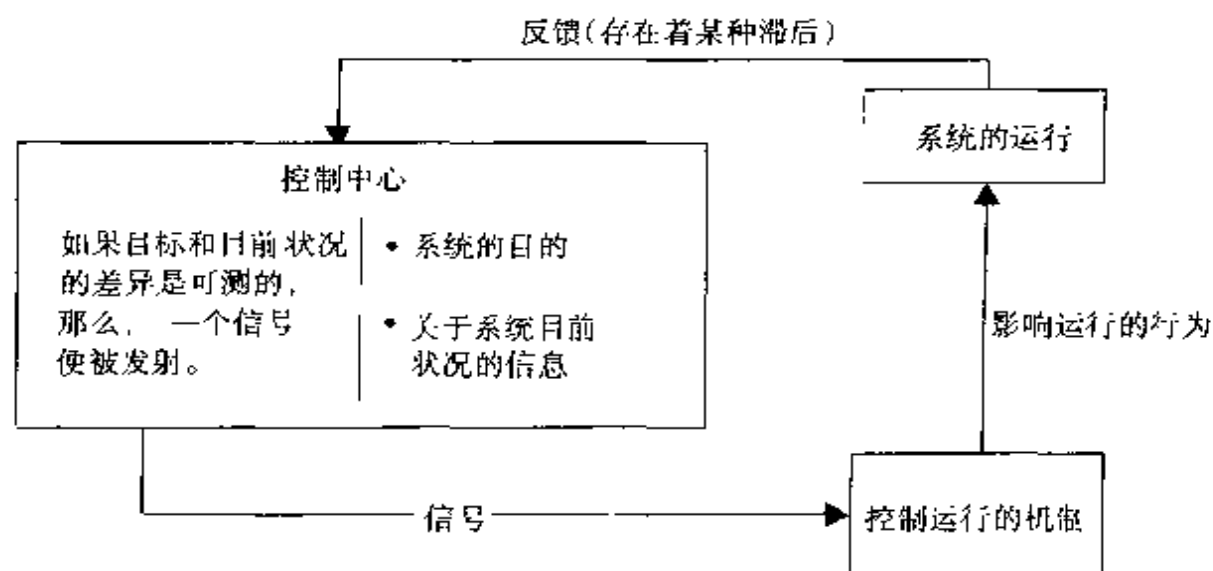 反馈(存在着某种滞后)
系统的运行
控制中心
如果目标和目前状况
的差异是可测的,
那么, 一个信号
便被发射。
• 系统的目的
• 关于系统目前
状况的信息
影响运行的行为
信号
控制运行的机制